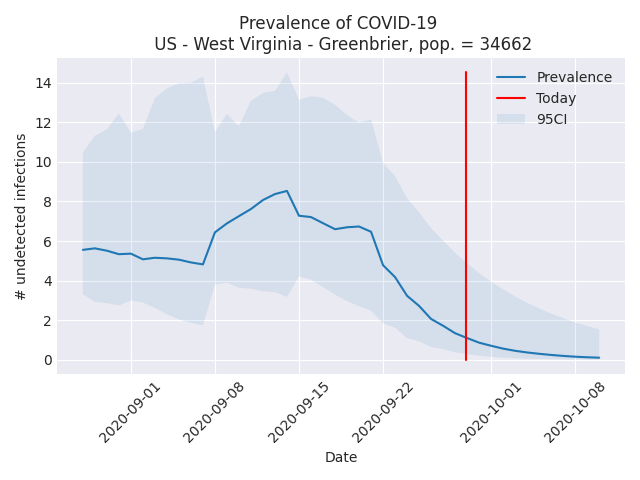 Prevalence of COVID-19
US - West Virginia - Greenbrier, pop. = 34662
# undetected infections
14
12
10
8
6
4
2
0
Prevalence
Today
95CI
2020-09-01
2020-09-08
2020-09-15
2020-09-22
2020-10-01
2020-10-08
Date